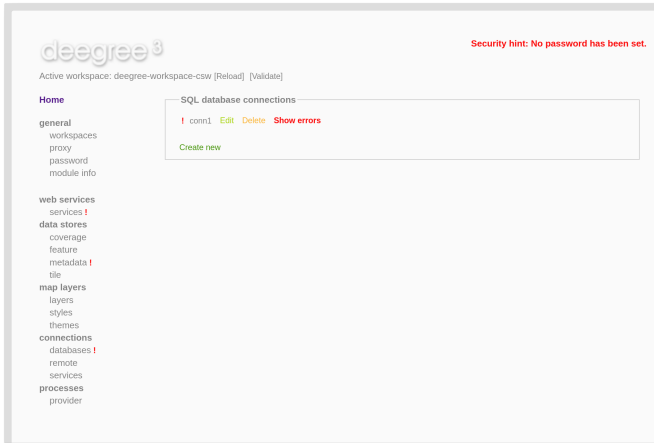 deegree 3
Security hint: No password has been set.
Active workspace: deegree-workspace-csw [Reload] [Validate]
Home
general
workspaces
proxy
password
module info
web services
services !
data stores
coverage
feature
metadata !
tile
map layers
layers
styles
themes
connections
databases !
remote
services
processes
provider
SQL database connections
! conn1 Edit Delete Show errors
Create new